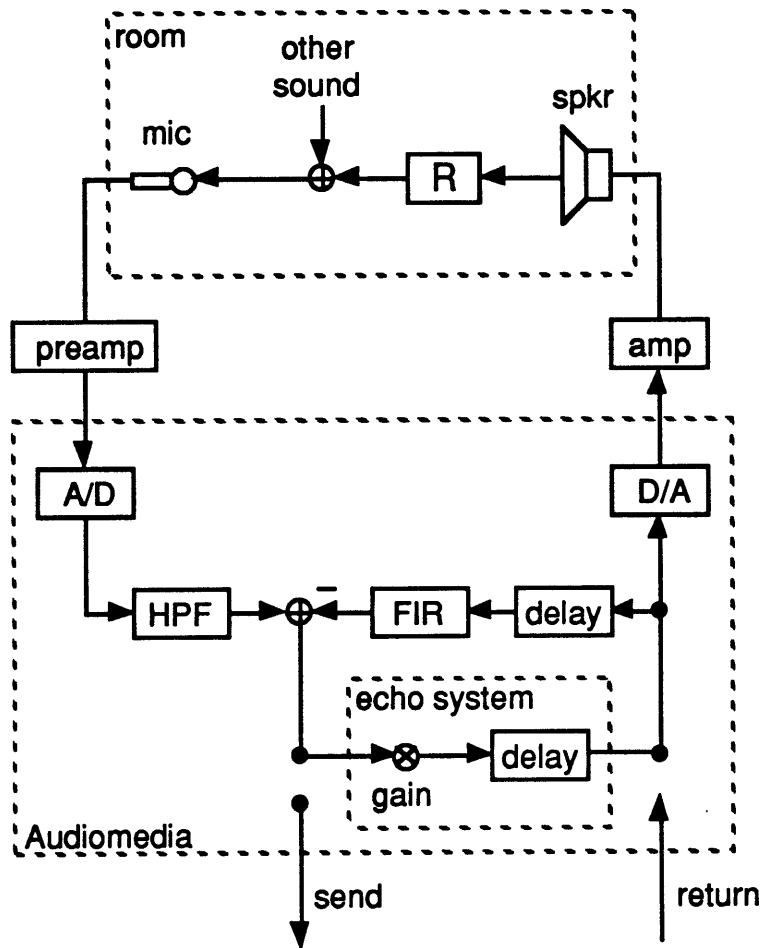 room
other
sound
spkr
mic
R
preamp
amp
A/D
D/A
HPF
–
FIR
delay
echo system
delay
gain
Audiomedia
send
return